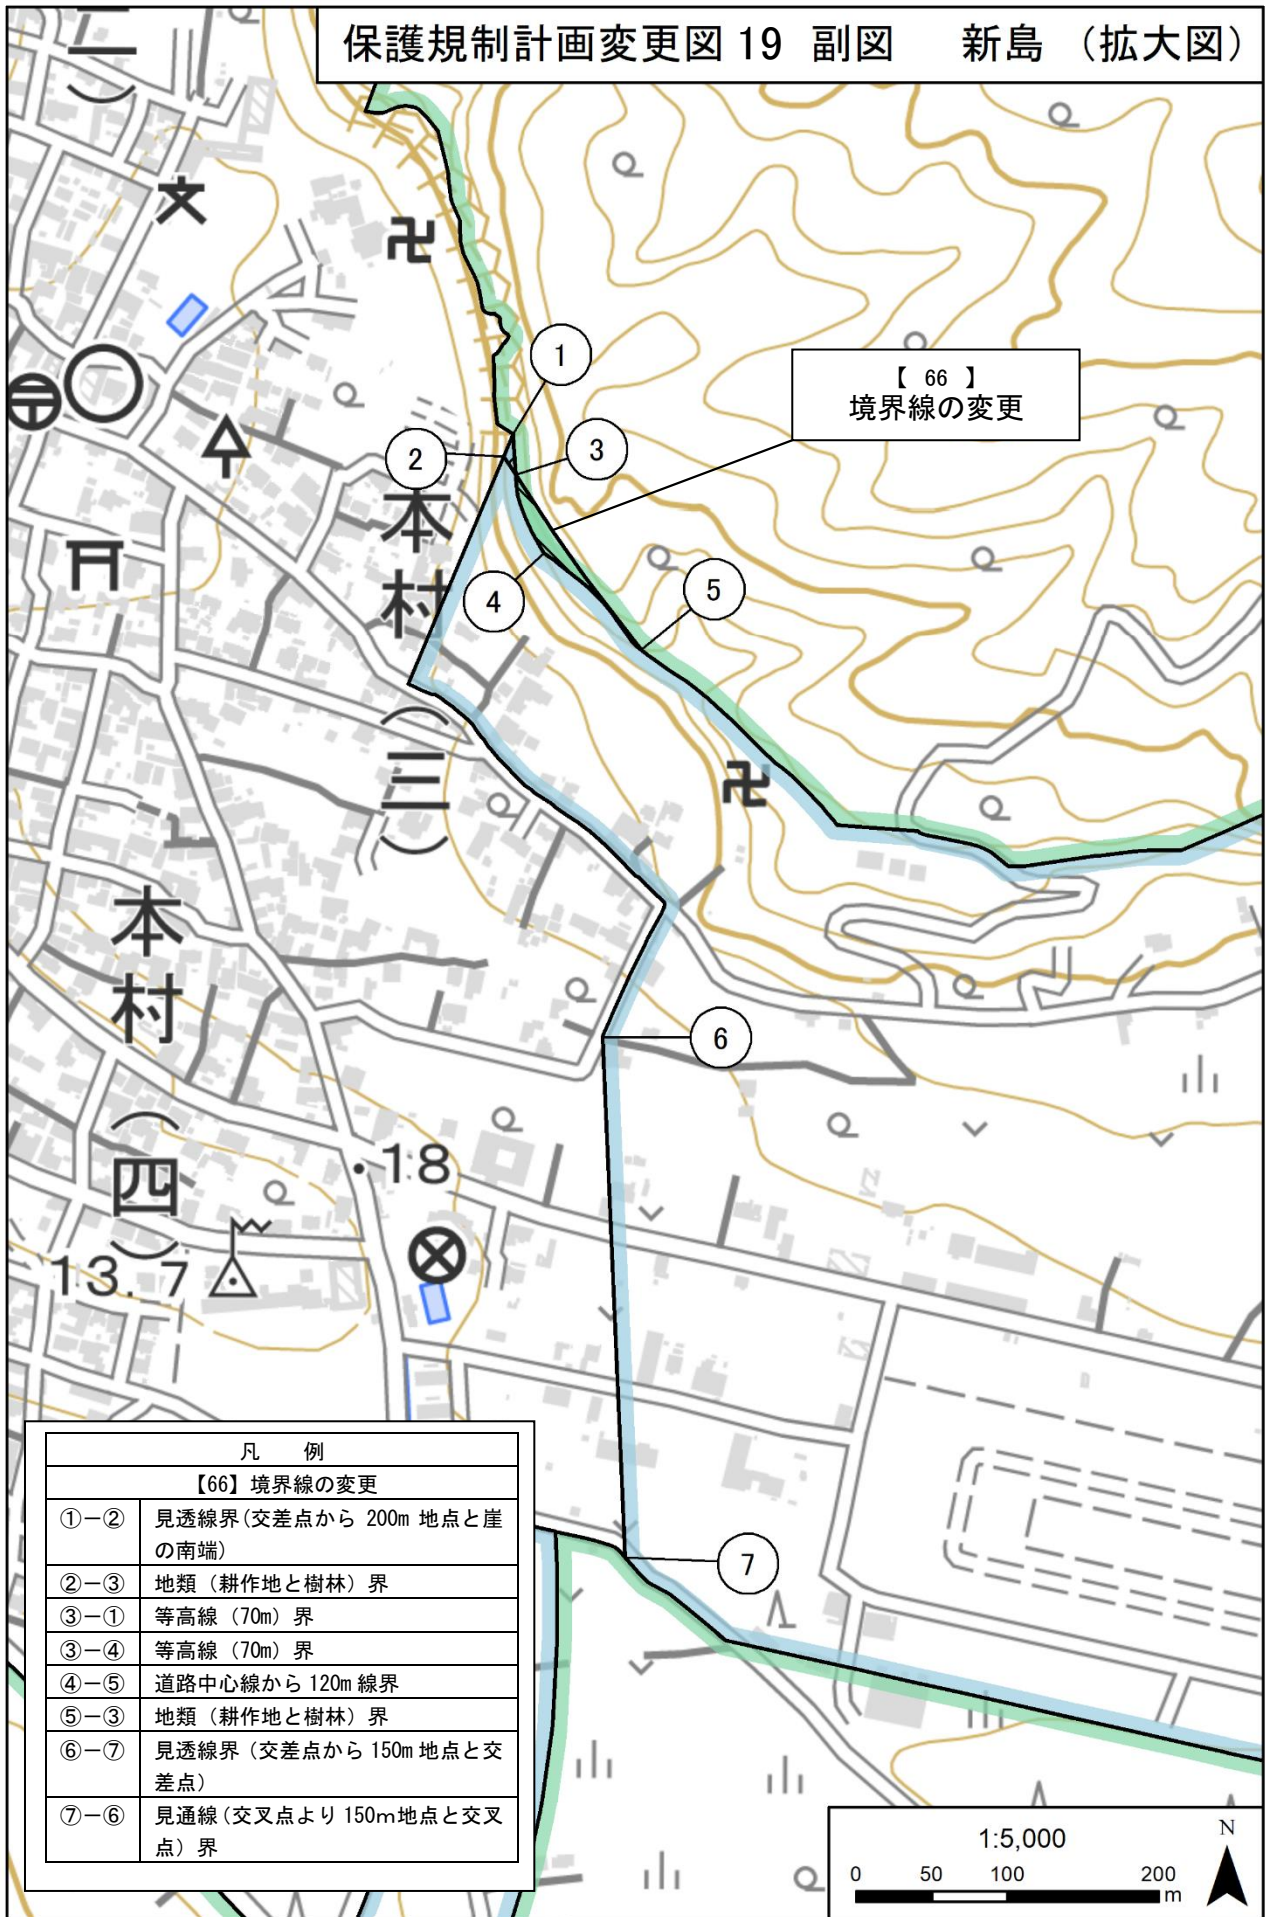 保護規制計画変更図 19 副図 新島 （拡大図）
二）
文
卍
1
【 66 】
境界線の変更
〒
2
3
本村（三）
4
5
卍
本村（四）
6
・18
13.7
7
凡 例
【66】境界線の変更
①－② 見透線界（交差点から 200m 地点と崖
の南端）
②－③ 地類（耕作地と樹林）界
③－① 等高線（70m）界
③－④ 等高線（70m）界
④－⑤ 道路中心線から 120m 線界
⑤－③ 地類（耕作地と樹林）界
⑥－⑦ 見透線界（交差点から 150m 地点と交
差点）
⑦－⑥ 見通線（交叉点より 150m地点と交叉
点）界
1:5,000
N
0 50 100 200
m